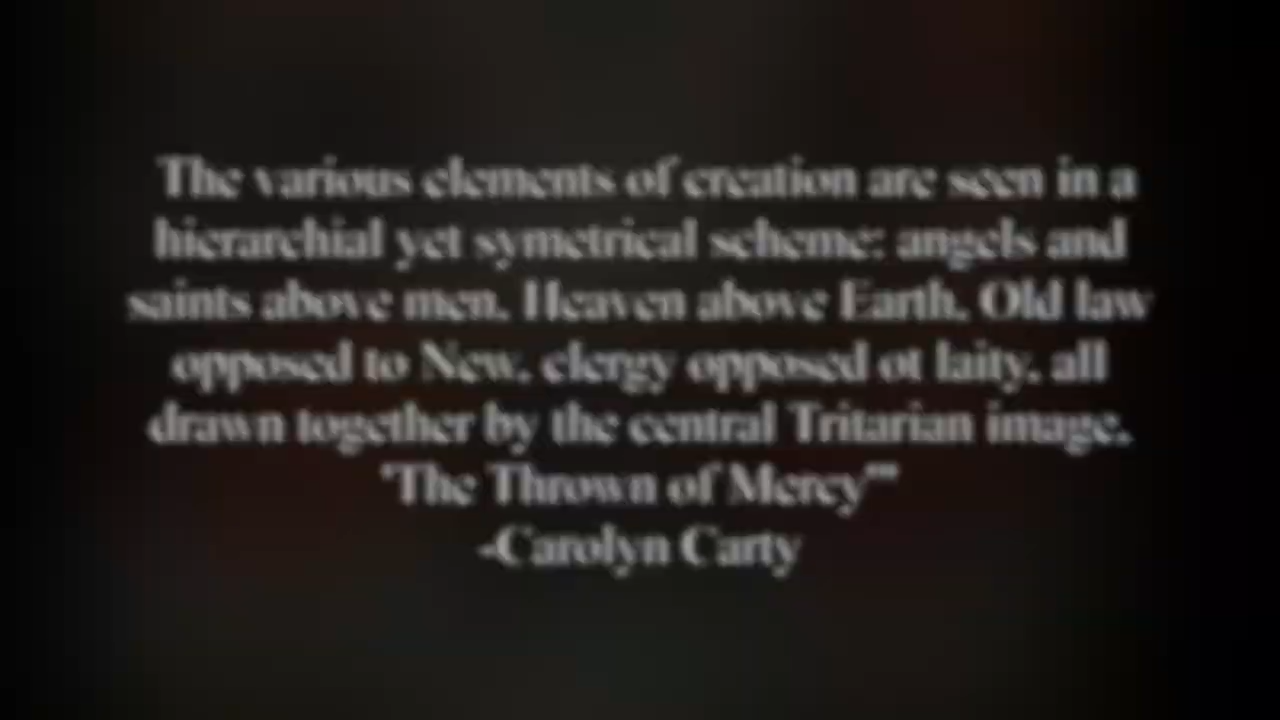 The various elements of creation are seen in a
hierarchial yet symetrical scheme: angels and
saints above men, Heaven above Earth, Old law
opposed to New, clergy opposed ot laity, all
drawn together by the central Tritarian image,
'The Thrown of Mercy'"
-Carolyn Carty